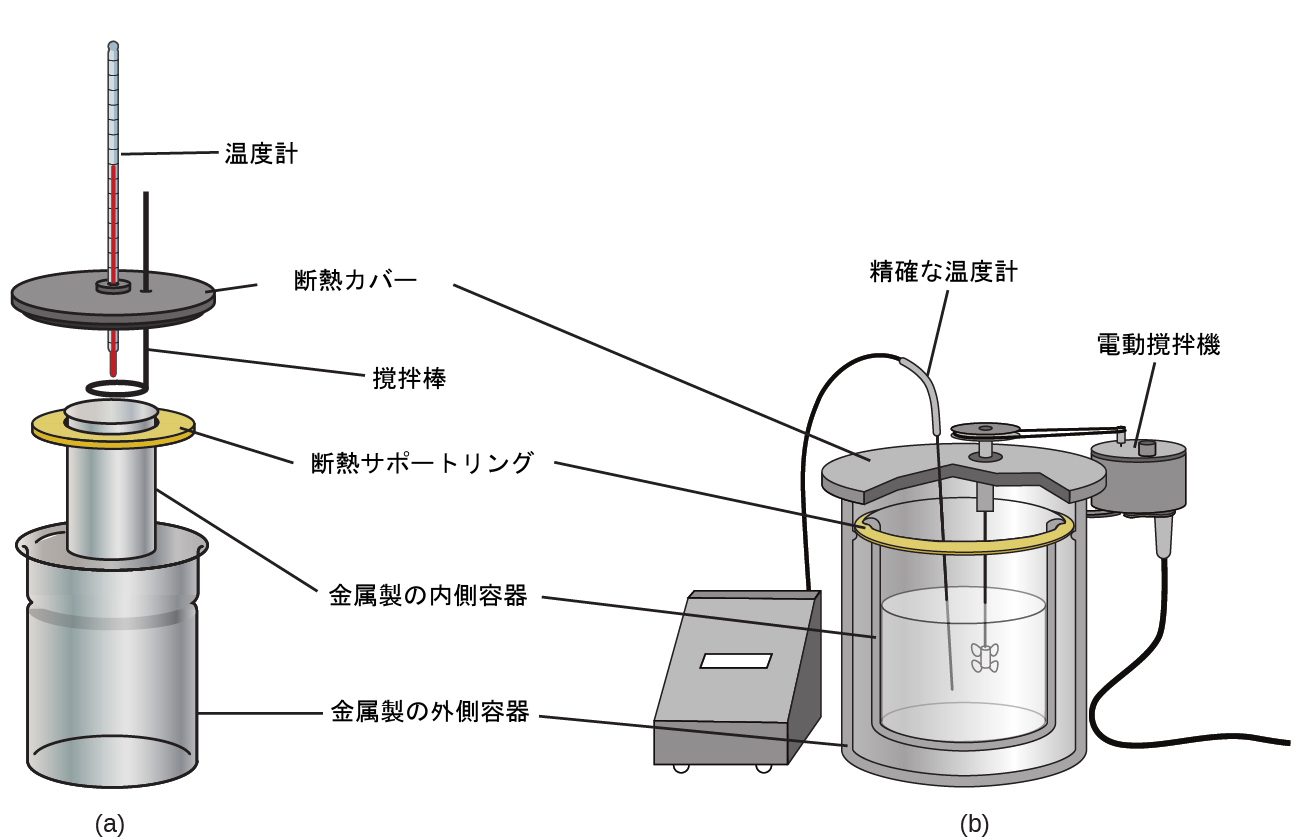 温度計
断熱カバー
撹拌棒
断熱サポートリング
金属製の内側容器
金属製の外側容器
(a)
精確な温度計
電動撹拌機
(b)